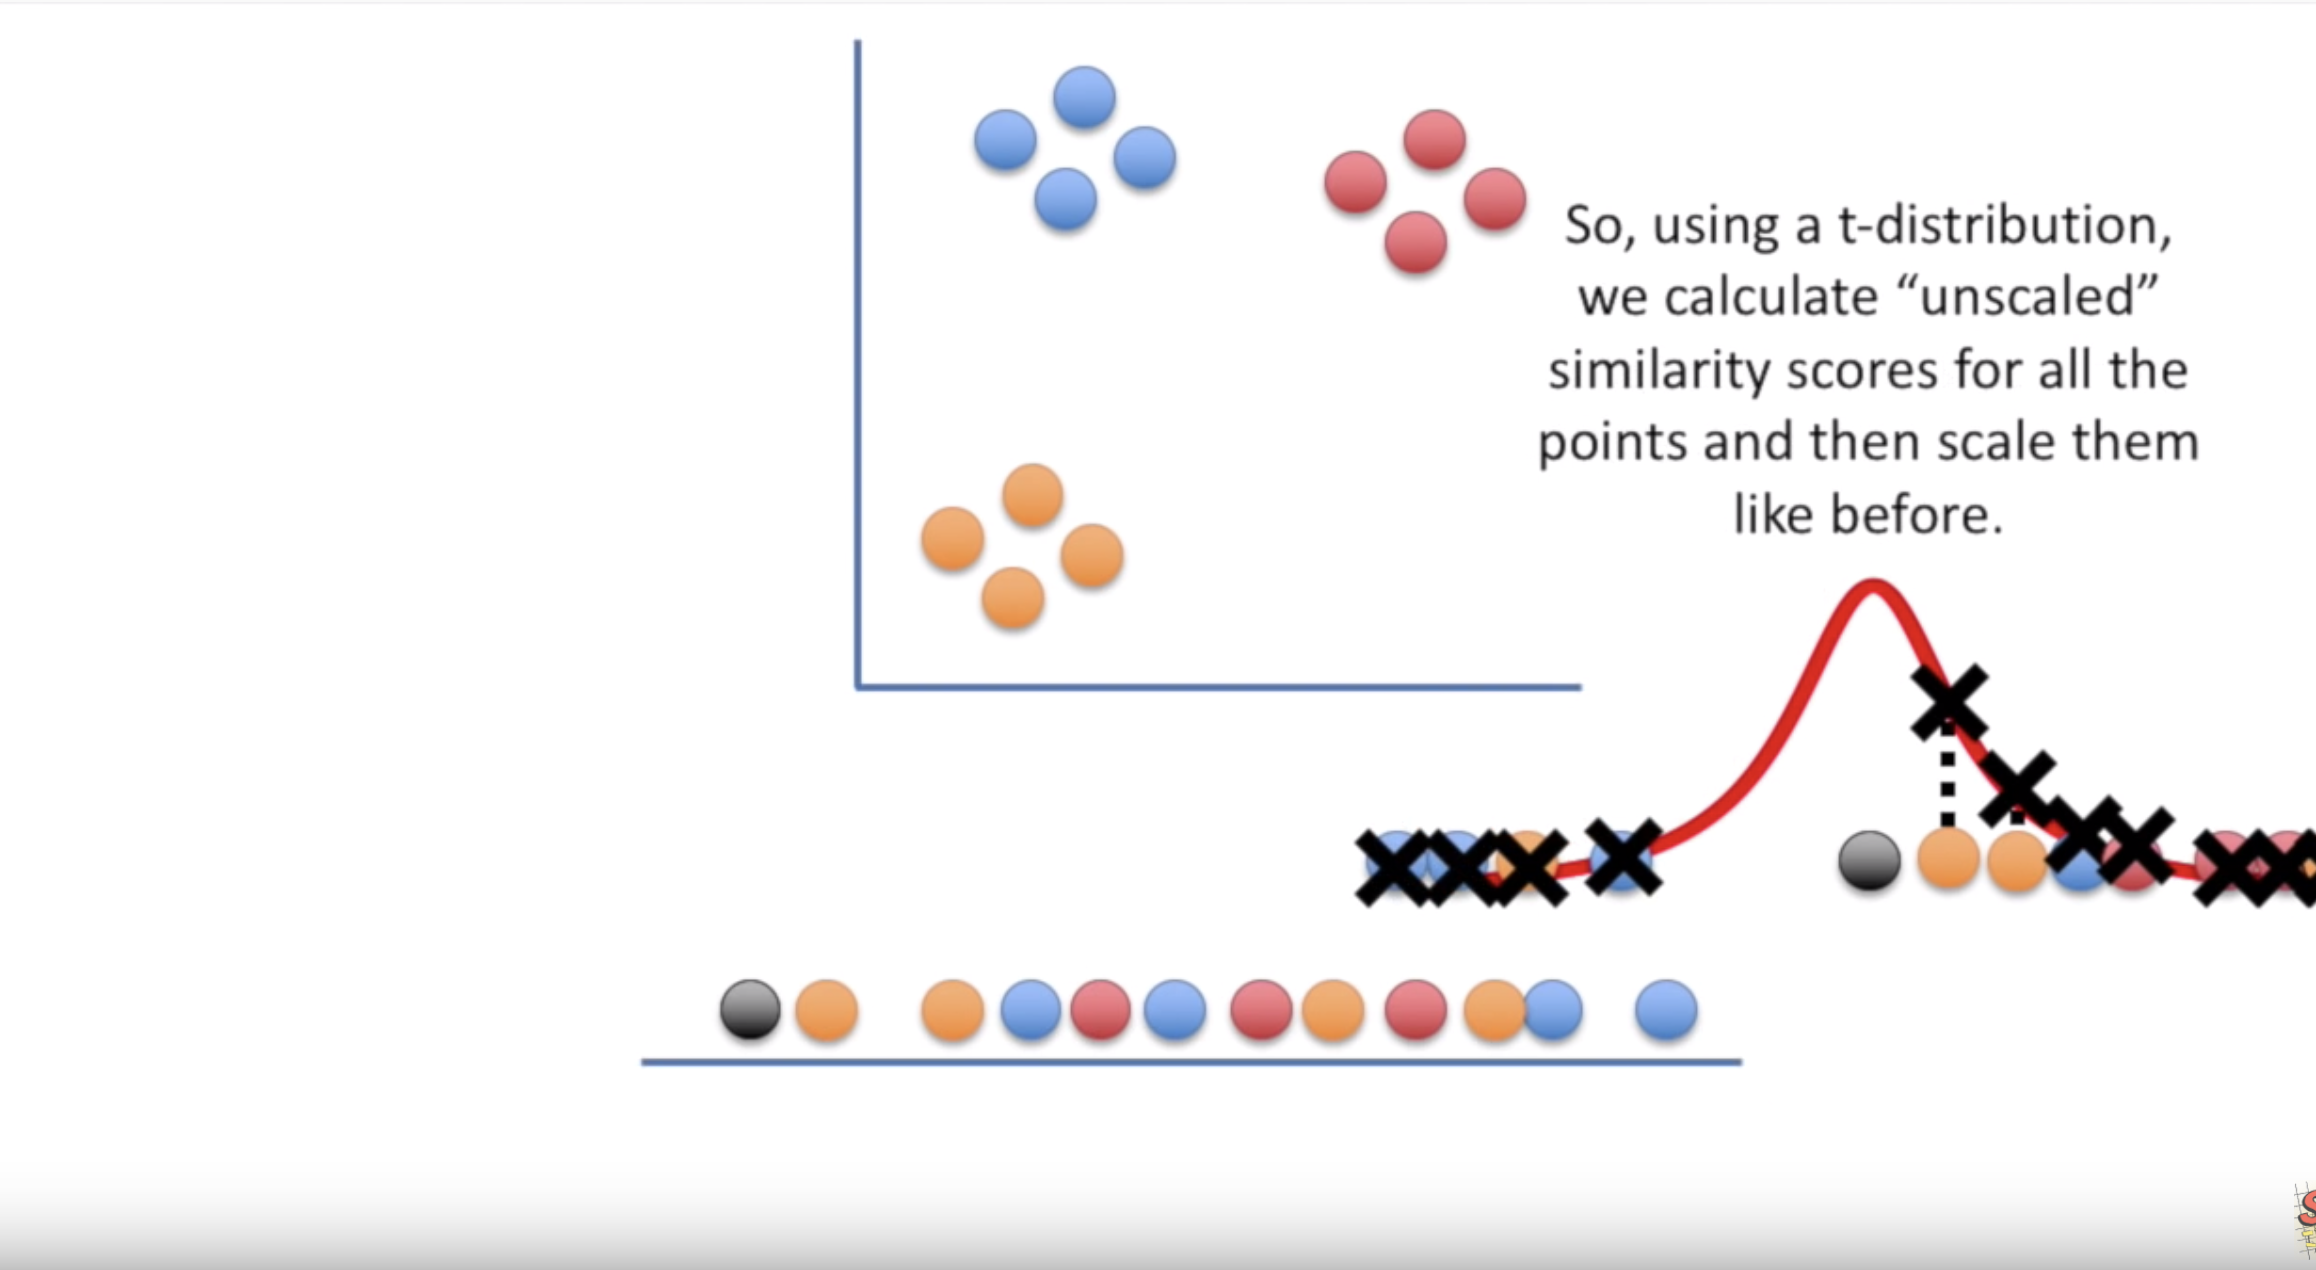 So, using a t-distribution,
we calculate “unscaled”
similarity scores for all the
points and then scale them
like before.